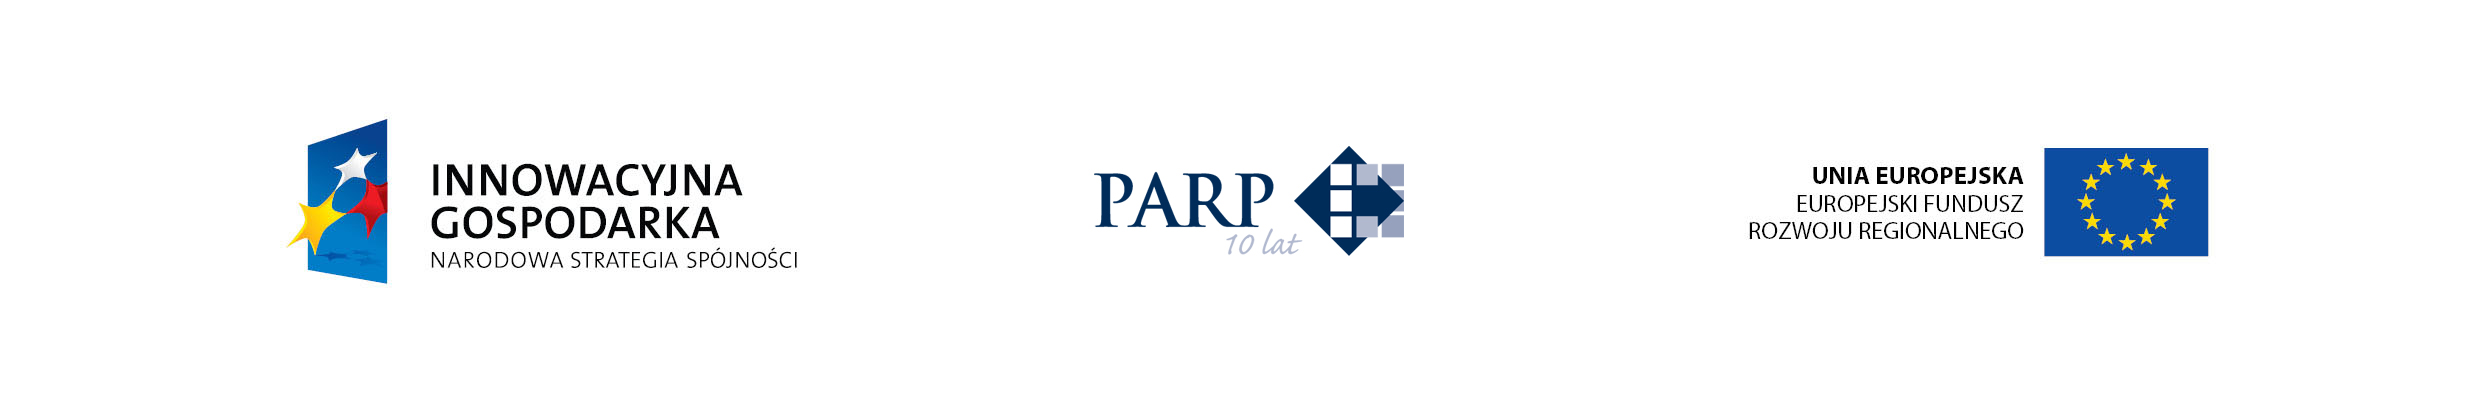 INNOWACYJNA
GOSPODARKA
NARODOWA STRATEGIA SPÓJNOŚCI
PARP
10 lat
UNIA EUROPEJSKA
EUROPEJSKI FUNDUSZ
ROZWOJU REGIONALNEGO